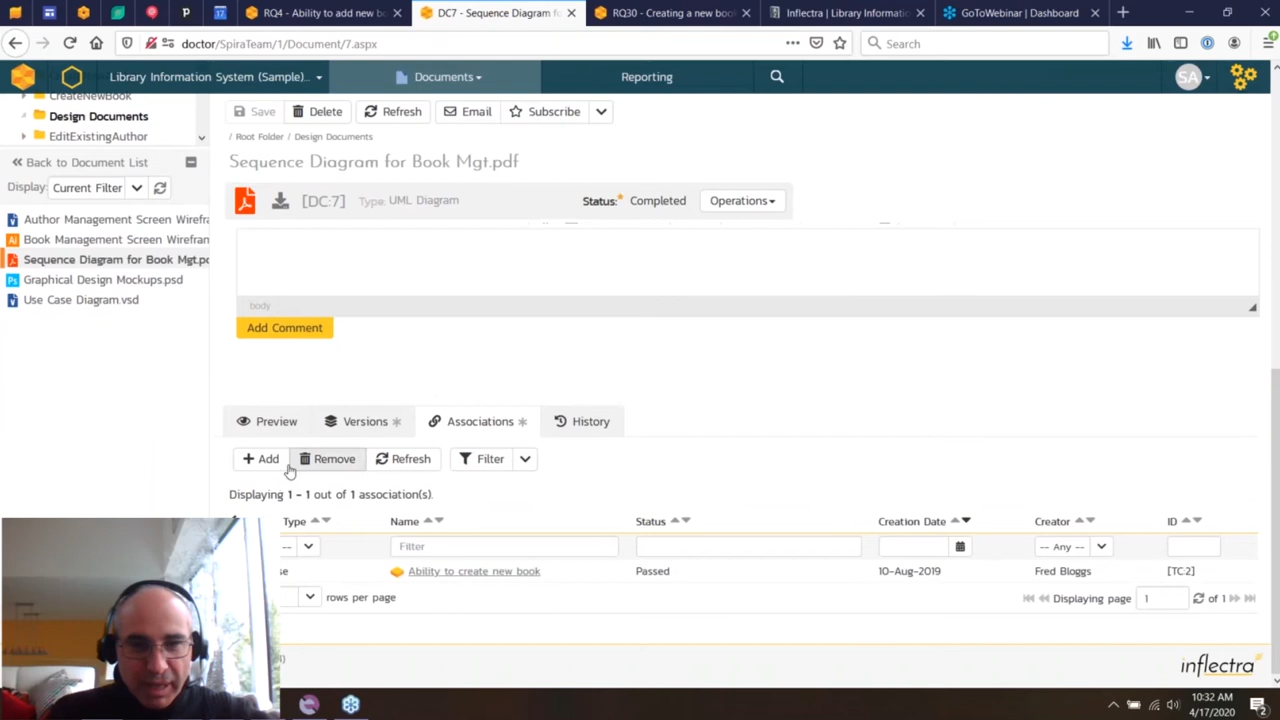 RQ4 - Ability to add new bo
DC7 - Sequence Diagram fo
RQ30 - Creating a new book
Inflectra | Library Informatio
GoToWebinar | Dashboard
doctor/SpiraTeam/1/Document/7.aspx
Search
Library Information System (Sample)...
Documents
Reporting
SA
CreateNewBook
Design Documents
EditExistingAuthor
Save
Delete
Refresh
Email
Subscribe
/ Root Folder / Design Documents
Back to Document List
Sequence Diagram for Book Mgt.pdf
Display: Current Filter
[DC:7]
Type: UML Diagram
Status:* Completed
Operations
Author Management Screen Wirefra
Book Management Screen Wirefran
Sequence Diagram for Book Mgt.pd
Graphical Design Mockups.psd
Use Case Diagram.vsd
body
Add Comment
Preview
Versions
Associations
History
+ Add
Remove
Refresh
Filter
Displaying 1 - 1 out of 1 association(s).
Type
Name
Status
Creation Date
Creator
ID
--
Filter
-- Any --
se
Ability to create new book
Passed
10-Aug-2019
Fred Bloggs
[TC:2]
rows per page
Displaying page 1 of 1
inflectra
10:32 AM
4/17/2020
2